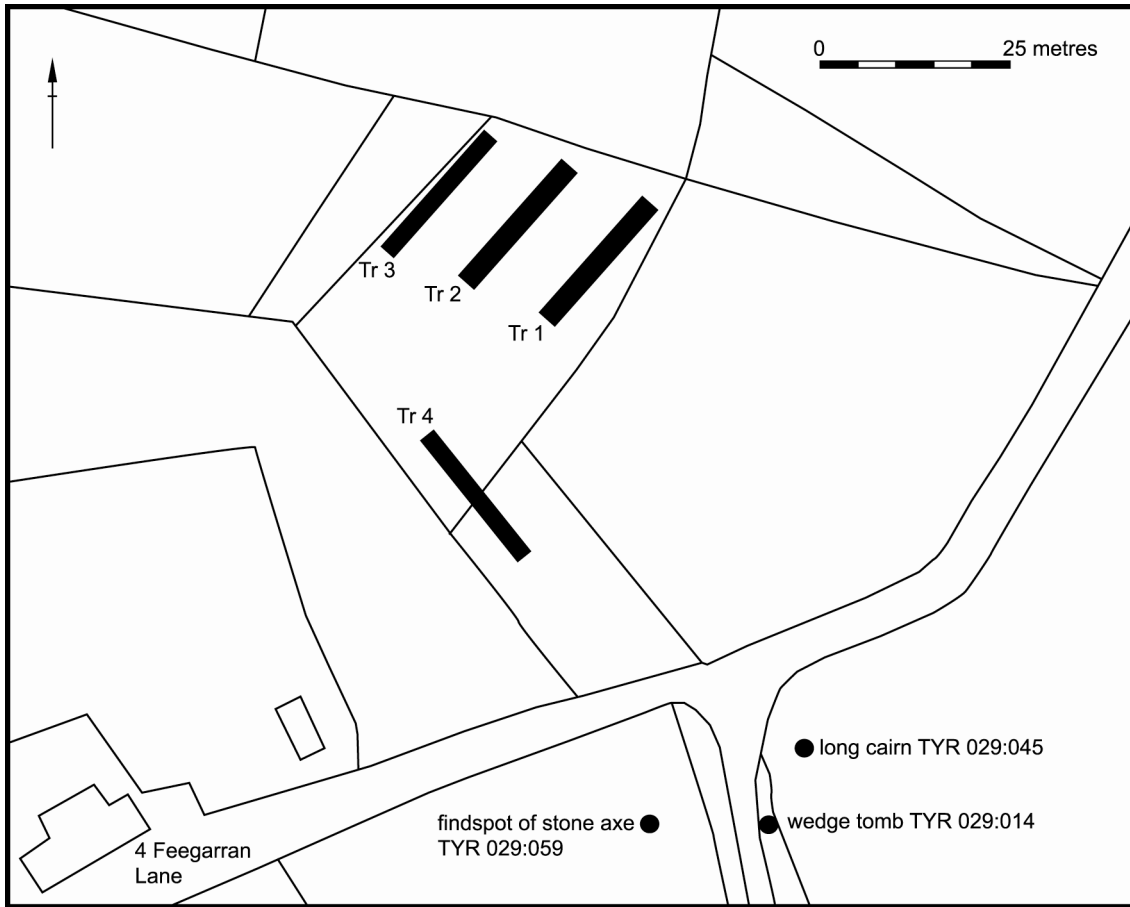 0
25 metres
Tr 3
Tr 2
Tr 1
Tr 4
long cairn TYR 029:045
findspot of stone axe
TYR 029:059
wedge tomb TYR 029:014
4 Feegarran
Lane